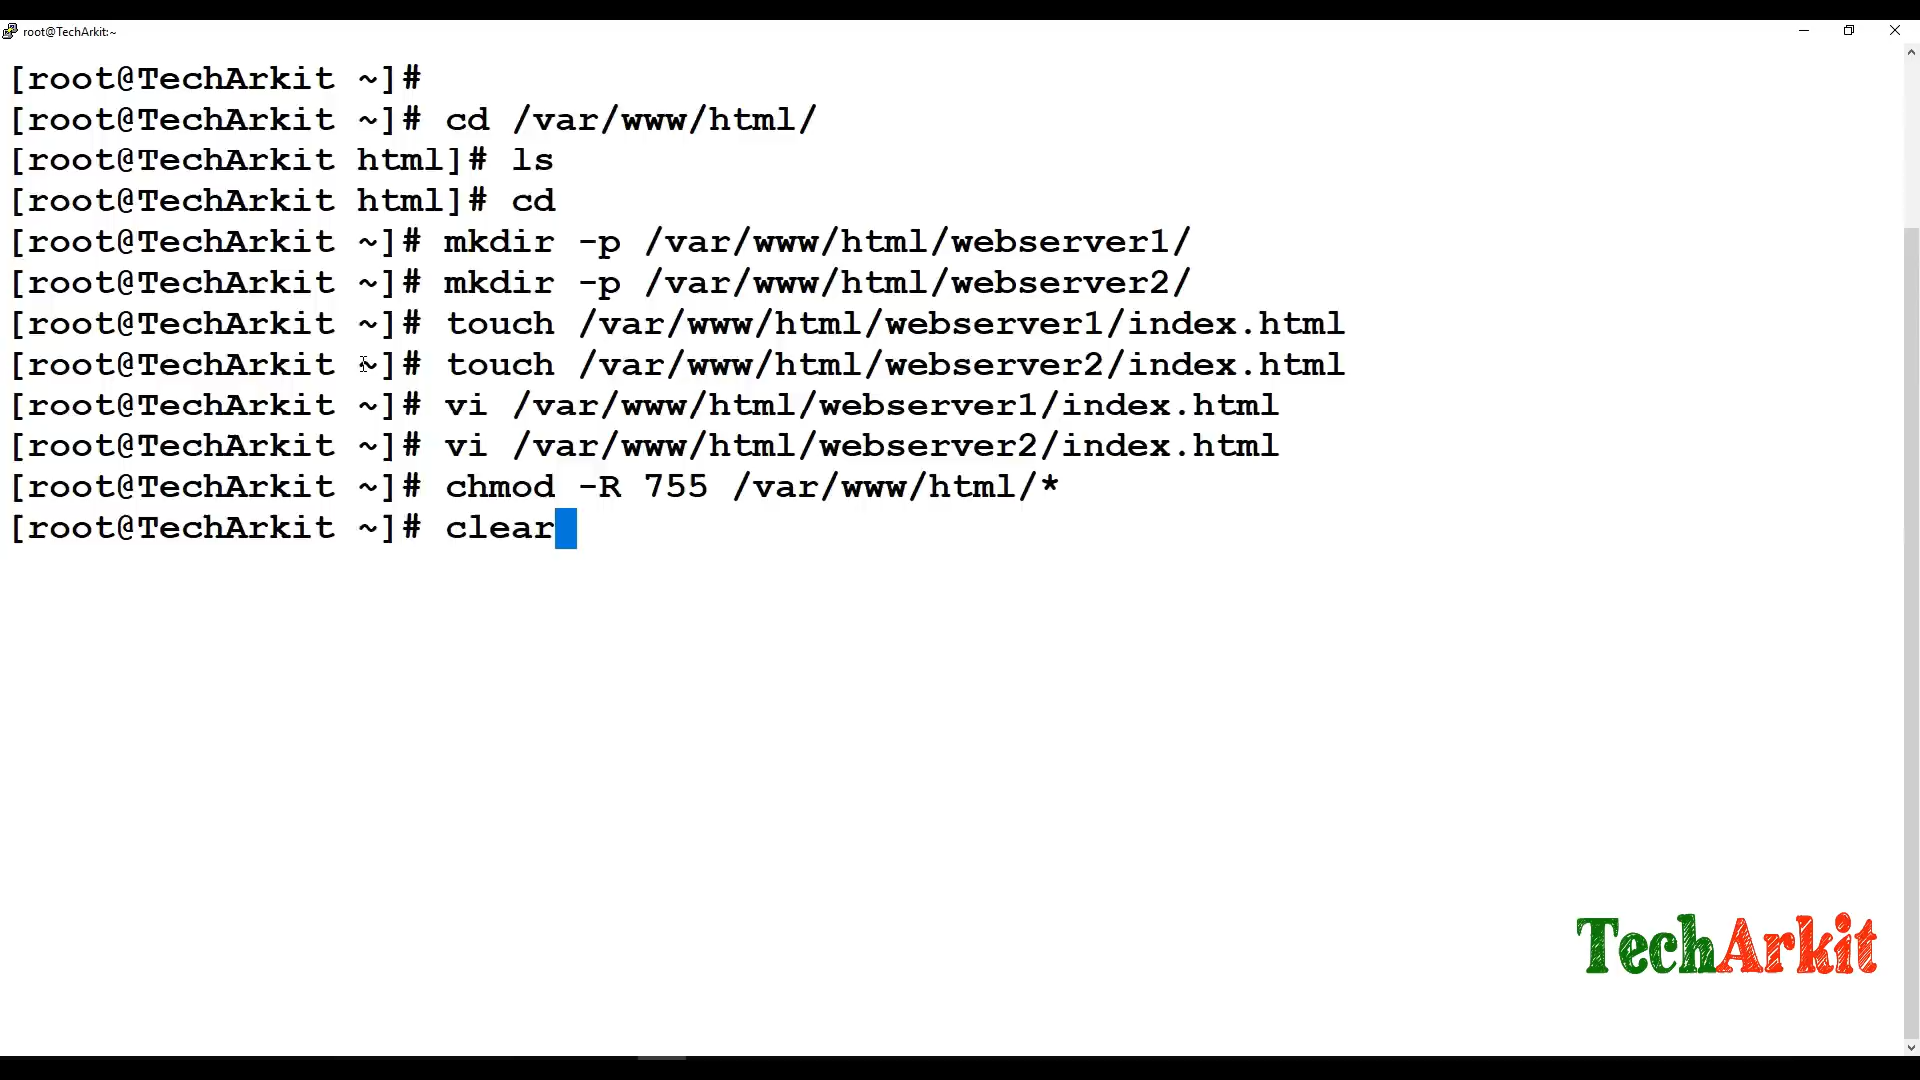 root@TechArkit:~
[root@TechArkit ~]#
[root@TechArkit ~]# cd /var/www/html/
[root@TechArkit html]# ls
[root@TechArkit html]# cd
[root@TechArkit ~]# mkdir -p /var/www/html/webserver1/
[root@TechArkit ~]# mkdir -p /var/www/html/webserver2/
[root@TechArkit ~]# touch /var/www/html/webserver1/index.html
[root@TechArkit ~]# touch /var/www/html/webserver2/index.html
[root@TechArkit ~]# vi /var/www/html/webserver1/index.html
[root@TechArkit ~]# vi /var/www/html/webserver2/index.html
[root@TechArkit ~]# chmod -R 755 /var/www/html/*
[root@TechArkit ~]# clear
TechArkit